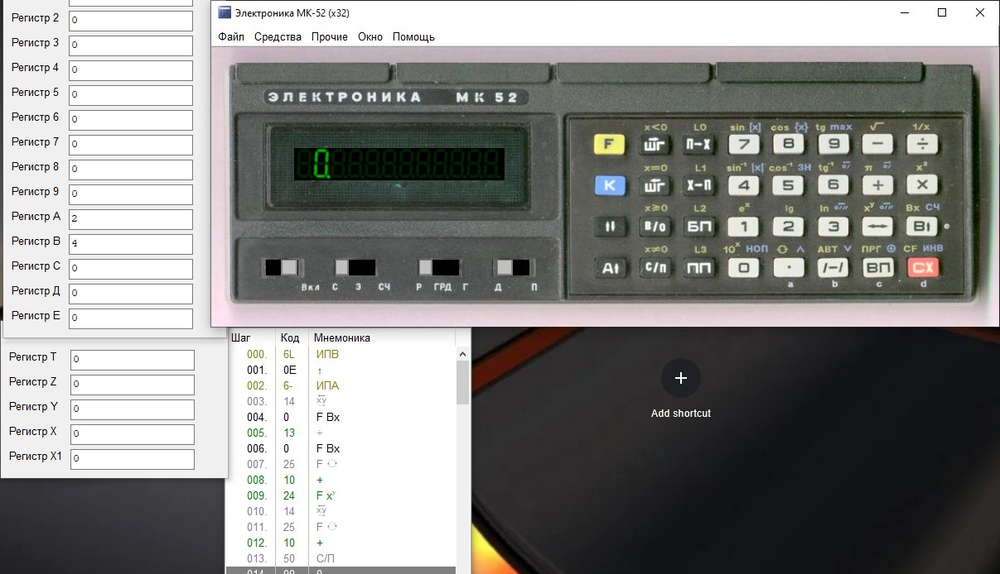 Электроника МК-52 (x32)
Файл Средства Прочие Окно Помощь
Регистр 2 0
Регистр 3 0
Регистр 4 0
Регистр 5 0
Регистр 6 0
Регистр 7 0
Регистр 8 0
Регистр 9 0
Регистр A 2
Регистр B 4
Регистр C 0
Регистр Д 0
Регистр E 0
Регистр T 0
Регистр Z 0
Регистр Y 0
Регистр X 0
Регистр X1 0
ЭЛЕКТРОНИКА МК 52
0.
Вкл С З СЧ Р ГРД Г Д П
x<0 L0 sin [x] cos {x} tg max √ 1/x
F ШГ П→X 7 8 9 − ÷
x=0 L1 sin⁻¹ |x| cos⁻¹ ЗН tg⁻¹ π x²
K ШГ X→П 4 5 6 + ×
x≥0 L2 eˣ lg ln xʸ Вх СЧ
↑↓ В/О БП 1 2 3 ↔ В↑ e
x≠0 L3 10ˣ НОП ∧ АВТ ∨ ПРГ ⊕ CF ИНВ
А↑ С/П ПП 0 · /−/ ВП СХ
a b c d
Шаг Код Мнемоника
000. 6L ИПВ
001. 0E ↑
002. 6- ИПА
003. 14 xy
004. 0 F Вх
005. 13 ÷
006. 0 F Вх
007. 25 F
008. 10 +
009. 24 F xʸ
010. 14 xy
011. 25 F
012. 10 +
013. 50 С/П
014. 00 0
Add shortcut